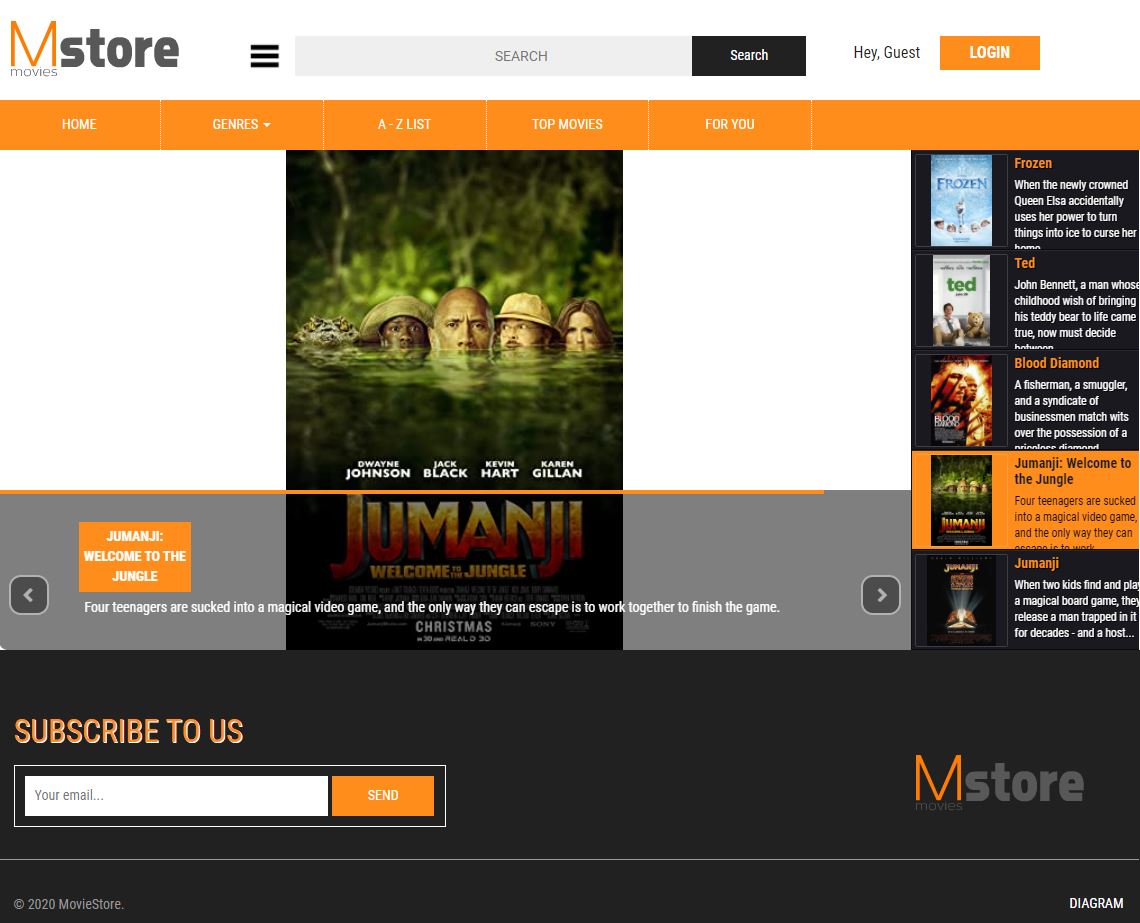 Mstore
movies
SEARCH
Search
Hey, Guest
LOGIN
HOME
GENRES
A - Z LIST
TOP MOVIES
FOR YOU
DWAYNE JOHNSON
JACK BLACK
KEVIN HART
KAREN GILLAN
JUMANJI
WELCOME TO THE JUNGLE
CHRISTMAS
IN 3D AND REAL D 3D
SONY
JUMANJI:
WELCOME TO THE
JUNGLE
Four teenagers are sucked into a magical video game, and the only way they can escape is to work together to finish the game.
FROZEN
Frozen
When the newly crowned
Queen Elsa accidentally
uses her power to turn
things into ice to curse her
home
ted
Ted
John Bennett, a man whose
childhood wish of bringing
his teddy bear to life came
true, now must decide
between
BLOOD
DIAMOND
Blood Diamond
A fisherman, a smuggler,
and a syndicate of
businessmen match wits
over the possession of a
priceless diamond
JUMANJI
Jumanji: Welcome to
the Jungle
Four teenagers are sucked
into a magical video game,
and the only way they can
escape is to work
JUMANJI
Jumanji
When two kids find and play
a magical board game, they
release a man trapped in it
for decades - and a host...
SUBSCRIBE TO US
Your email...
SEND
Mstore
movies
© 2020 MovieStore.
DIAGRAM